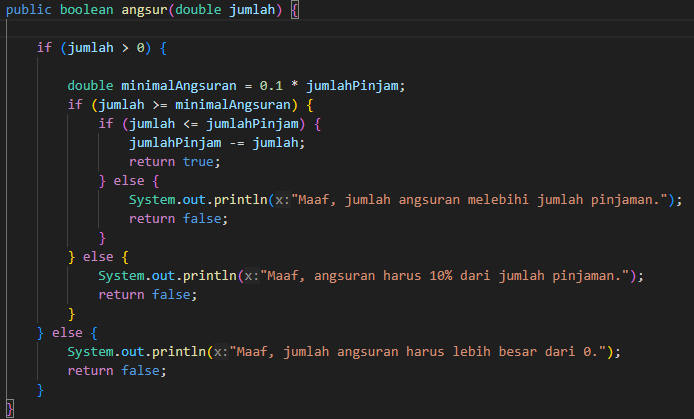 public boolean angsur(double jumlah) {
if (jumlah > 0) {
double minimalAngsuran = 0.1 * jumlahPinjam;
if (jumlah >= minimalAngsuran) {
if (jumlah <= jumlahPinjam) {
jumlahPinjam -= jumlah;
return true;
} else {
System.out.println(x:"Maaf, jumlah angsuran melebihi jumlah pinjaman.");
return false;
}
} else {
System.out.println(x:"Maaf, angsuran harus 10% dari jumlah pinjaman.");
return false;
}
} else {
System.out.println(x:"Maaf, jumlah angsuran harus lebih besar dari 0.");
return false;
}
}